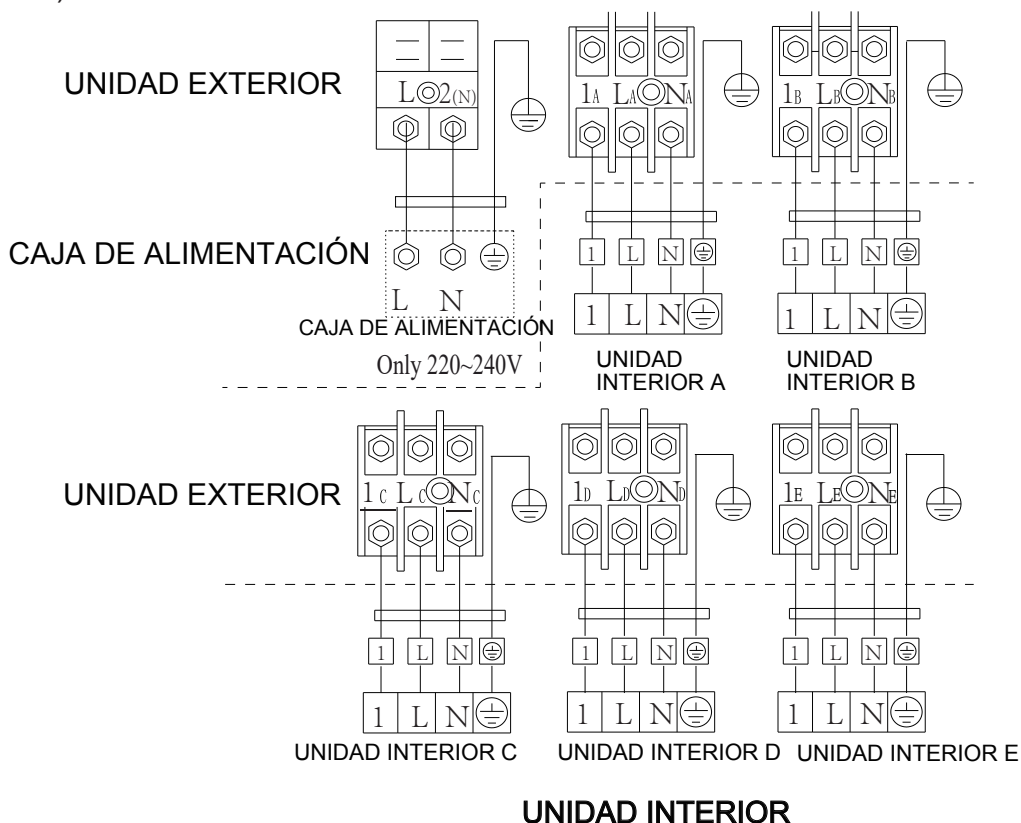 UNIDAD EXTERIOR
L 2(N)
1A LA NA
1B LB NB
CAJA DE ALIMENTACIÓN
L N
CAJA DE ALIMENTACIÓN
Only 220~240V
1 L N
1 L N
UNIDAD
INTERIOR A
1 L N
1 L N
UNIDAD
INTERIOR B
UNIDAD EXTERIOR
1C LC NC
1D LD ND
1E LE NE
1 L N
1 L N
1 L N
1 L N
1 L N
1 L N
UNIDAD INTERIOR C
UNIDAD INTERIOR D
UNIDAD INTERIOR E
UNIDAD INTERIOR